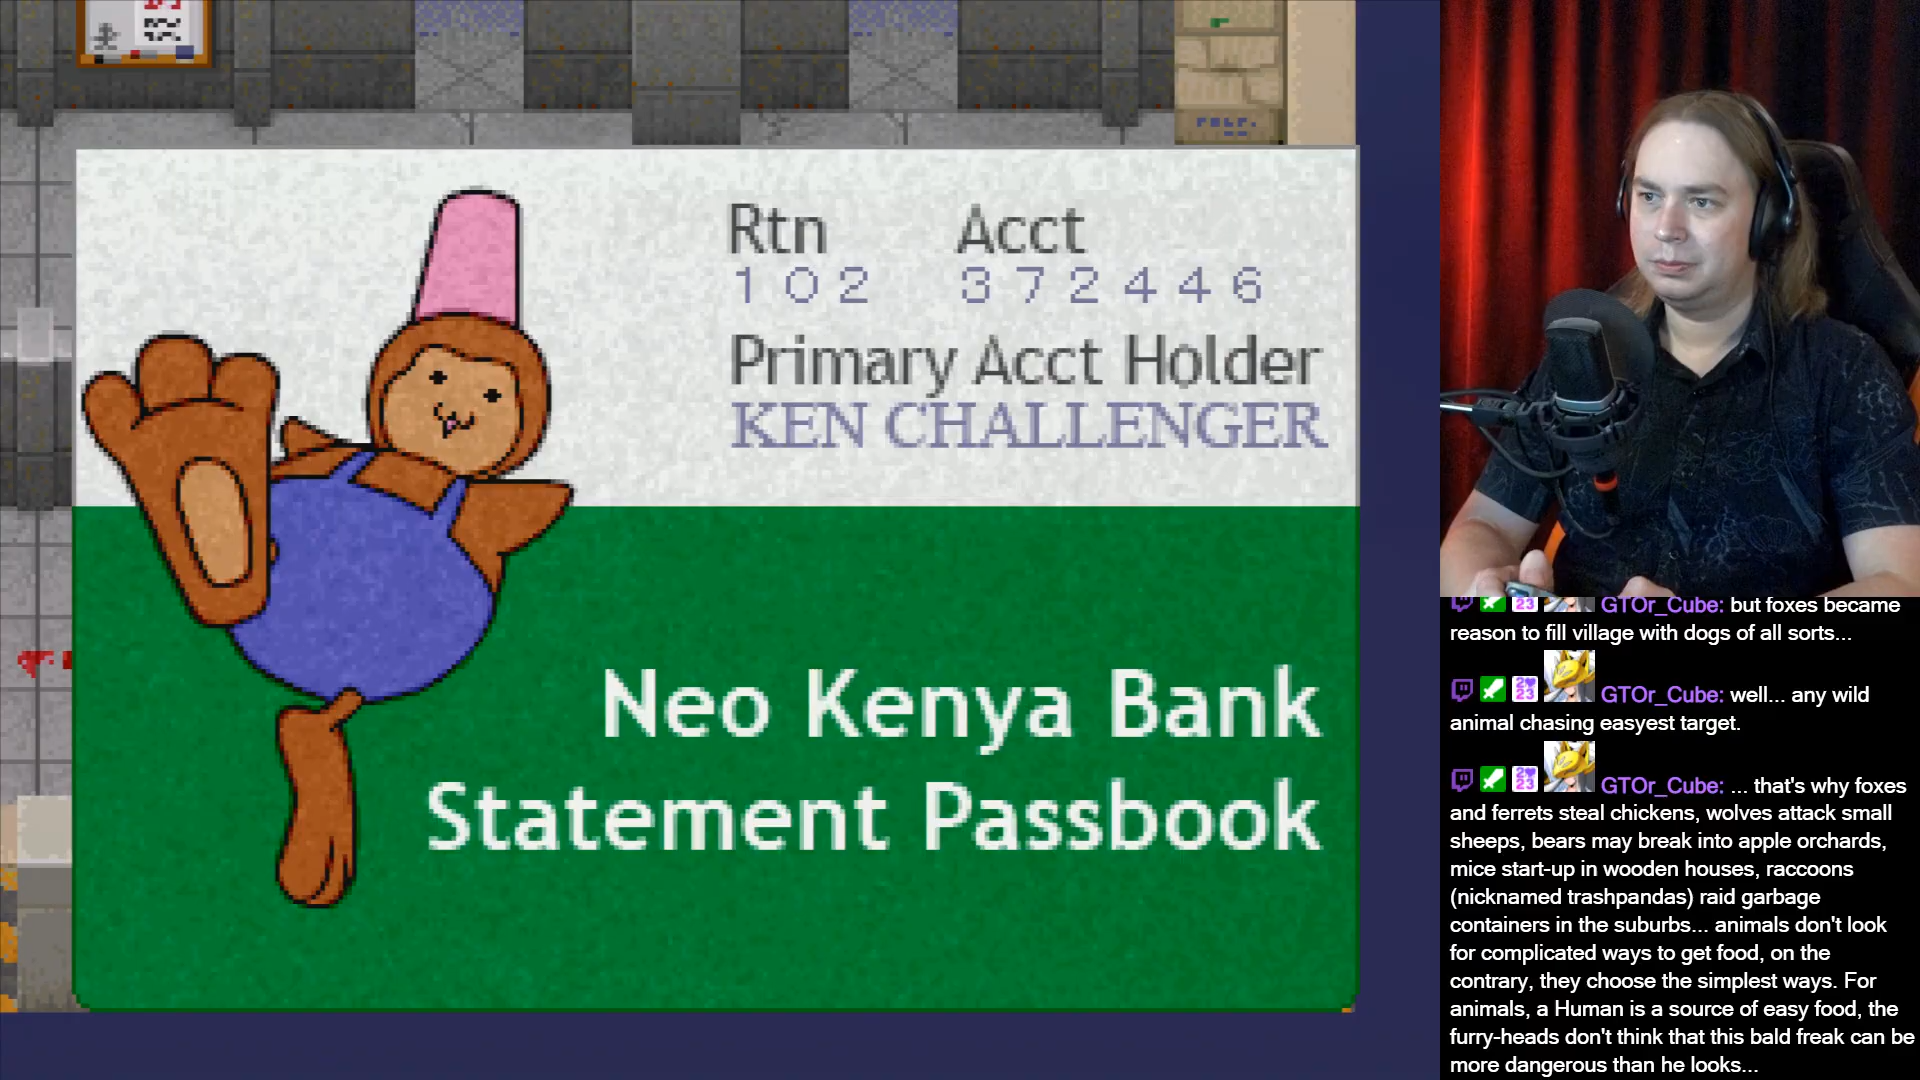 Rtn Acct
102 372446
Primary Acct Holder
KEN CHALLENGER
Neo Kenya Bank
Statement Passbook
GTOr_Cube: but foxes became
reason to fill village with dogs of all sorts...
GTOr_Cube: well... any wild
animal chasing easyest target.
GTOr_Cube: ... that's why foxes
and ferrets steal chickens, wolves attack small
sheeps, bears may break into apple orchards,
mice start-up in wooden houses, raccoons
(nicknamed trashpandas) raid garbage
containers in the suburbs... animals don't look
for complicated ways to get food, on the
contrary, they choose the simplest ways. For
animals, a Human is a source of easy food, the
furry-heads don't think that this bald freak can be
more dangerous than he looks...